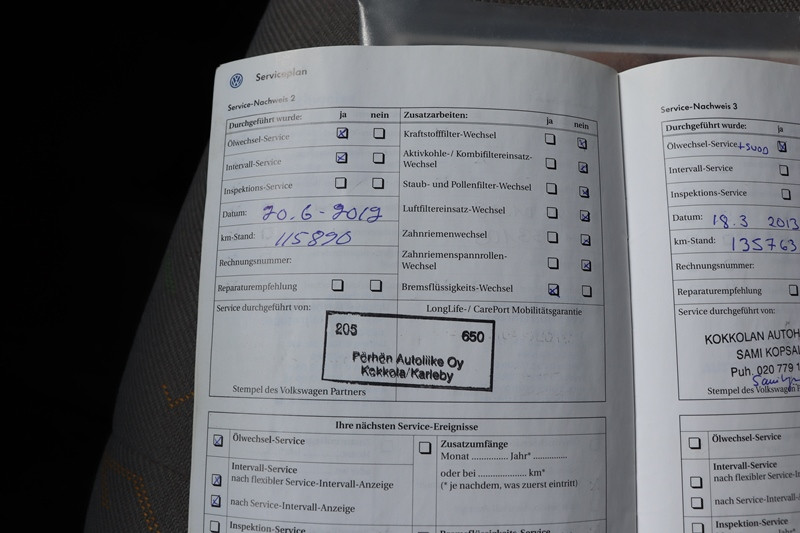 Serviceplan
Service-Nachweis 2
Durchgeführt wurde: ja nein
Ölwechsel-Service
Intervall-Service
Inspektions-Service
Datum: 20.6-2012
km-Stand: 115890
Rechnungsnummer:
Reparaturempfehlung
Zusatzarbeiten: ja nein
Kraftstofffilter-Wechsel
Aktivkohle-/ Kombifiltereinsatz-
Wechsel
Staub- und Pollenfilter-Wechsel
Luftfiltereinsatz-Wechsel
Zahnriemenwechsel
Zahnriemenspannrollen-
Wechsel
Bremsflüssigkeits-Wechsel
Service durchgeführt von:
LongLife-/ CarePort Mobilitätsgarantie
205 650
Pörhön Autoliike Oy
Kokkola/Karleby
Stempel des Volkswagen Partners
Ihre nächsten Service-Ereignisse
Ölwechsel-Service
Intervall-Service
nach flexibler Service-Intervall-Anzeige
nach Service-Intervall-Anzeige
Inspektion-Service
Zusatzumfänge
Monat .............. Jahr* ..............
oder bei .................... km*
(* je nachdem, was zuerst eintritt)
Bremsflüssigkeits-Service
Service-Nachweis 3
Durchgeführt wurde: ja
Ölwechsel-Service +SUOD
Intervall-Service
Inspektions-Service
Datum: 18.3 2013
km-Stand: 135763
Rechnungsnummer:
Reparaturempfehlung
Service durchgeführt von:
KOKKOLAN AUTOH
SAMI KOPSAL
Puh. 020 779 1
Stempel des Volkswagen P
Ölwechsel-Service
Intervall-Service
nach flexibler Service-
nach Service-Intervall-A
Inspektion-Service